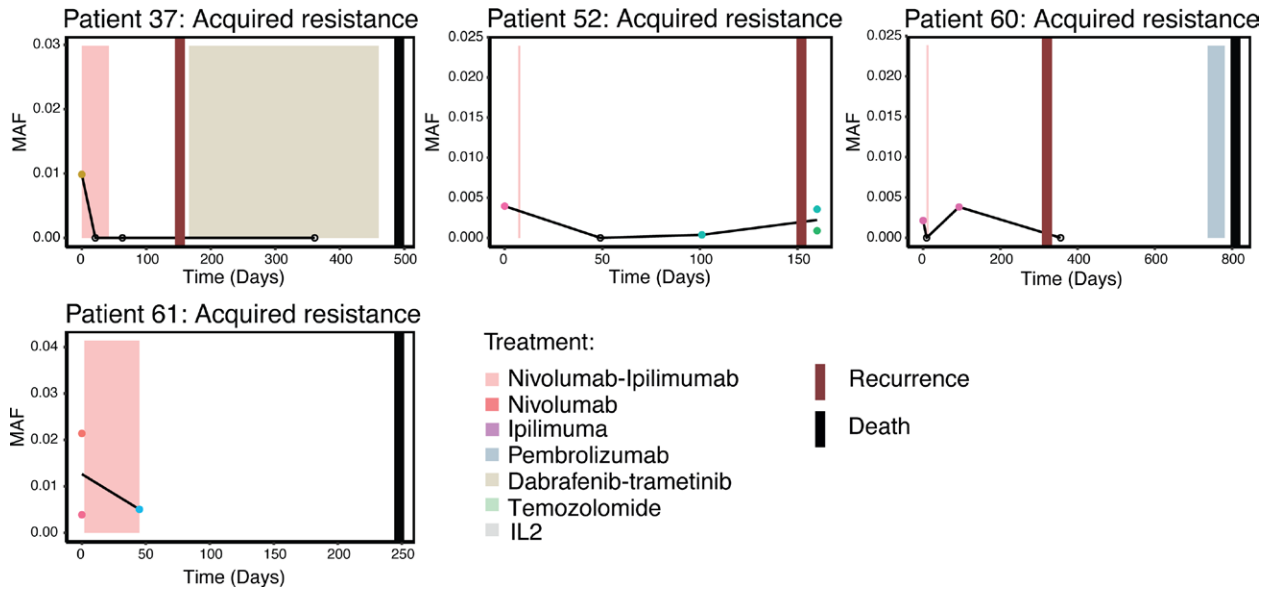 Patient 37: Acquired resistance
0.03
0.02
0.01
0.00
MAF
0 100 200 300 400 500
Time (Days)
Patient 52: Acquired resistance
0.025
0.020
0.015
0.010
0.005
0.000
MAF
0 50 100 150
Time (Days)
Patient 60: Acquired resistance
0.025
0.020
0.015
0.010
0.005
0.000
MAF
0 200 400 600 800
Time (Days)
Patient 61: Acquired resistance
0.04
0.03
0.02
0.01
0.00
MAF
0 50 100 150 200 250
Time (Days)
Treatment:
Nivolumab-Ipilimumab
Nivolumab
Ipilimuma
Pembrolizumab
Dabrafenib-trametinib
Temozolomide
IL2
Recurrence
Death